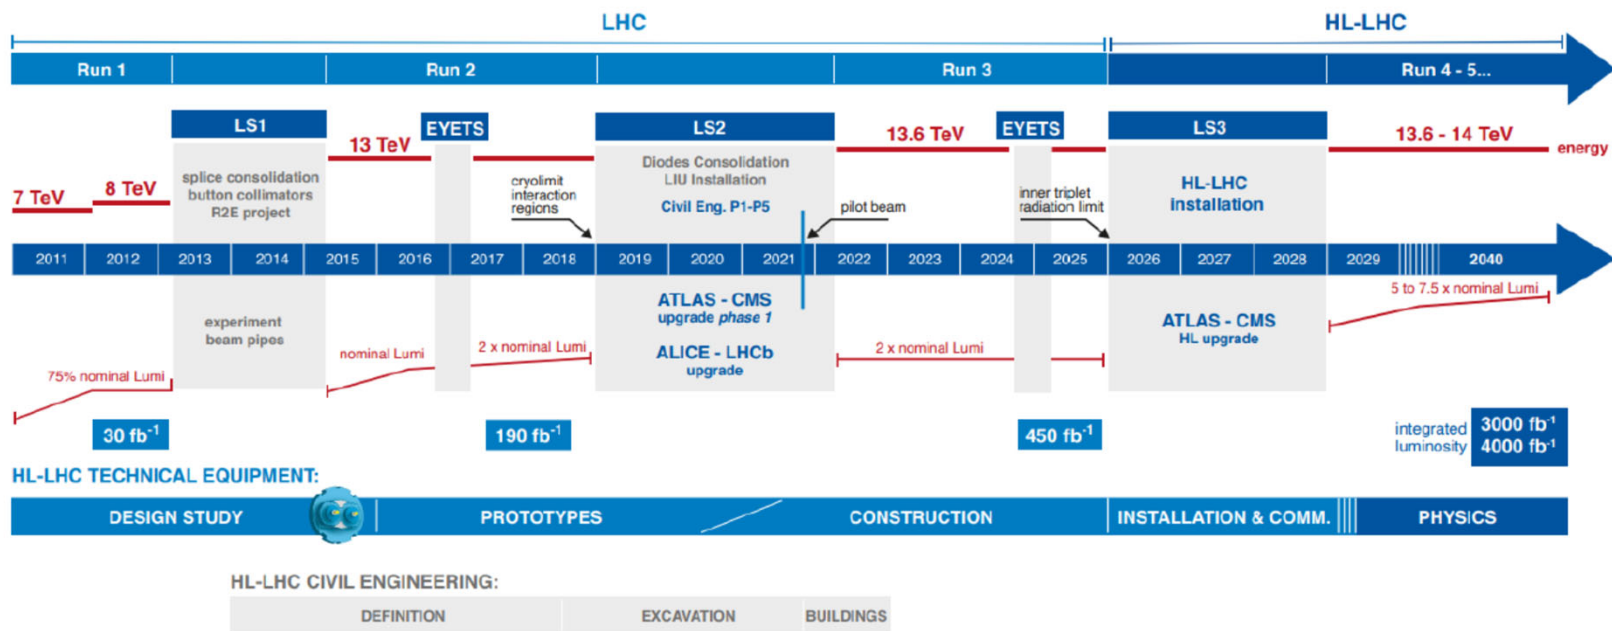 LHC
HL-LHC
Run 1
Run 2
Run 3
Run 4 - 5...
LS1
EYETS
LS2
EYETS
LS3
13 TeV
13.6 TeV
13.6 - 14 TeV
energy
7 TeV
8 TeV
splice consolidation
button collimators
R2E project
cryolimit
interaction
regions
Diodes Consolidation
LIU Installation
Civil Eng. P1-P5
pilot beam
inner triplet
radiation limit
HL-LHC
installation
2011
2012
2013
2014
2015
2016
2017
2018
2019
2020
2021
2022
2023
2024
2025
2026
2027
2028
2029
2040
experiment
beam pipes
ATLAS - CMS
upgrade phase 1
ALICE - LHCb
upgrade
ATLAS - CMS
HL upgrade
5 to 7.5 x nominal Lumi
75% nominal Lumi
nominal Lumi
2 x nominal Lumi
2 x nominal Lumi
30 fb⁻¹
190 fb⁻¹
450 fb⁻¹
integrated
luminosity
3000 fb⁻¹
4000 fb⁻¹
HL-LHC TECHNICAL EQUIPMENT:
DESIGN STUDY
PROTOTYPES
CONSTRUCTION
INSTALLATION & COMM.
PHYSICS
HL-LHC CIVIL ENGINEERING:
DEFINITION
EXCAVATION
BUILDINGS